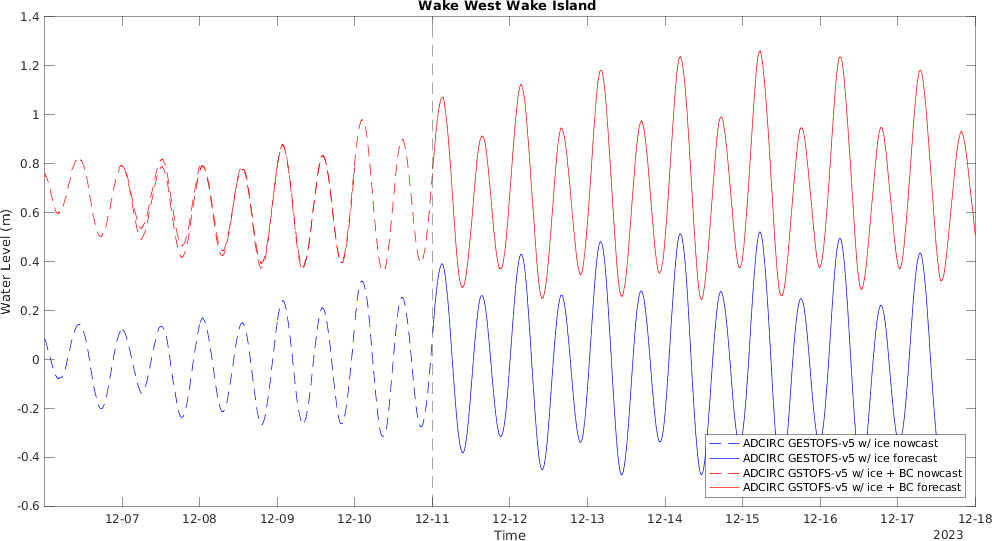 Wake West Wake Island
1.4
1.2
1
0.8
0.6
0.4
0.2
0
-0.2
-0.4
-0.6
Water Level (m)
ADCIRC GESTOFS-v5 w/ ice nowcast
ADCIRC GESTOFS-v5 w/ ice forecast
ADCIRC GSTOFS-v5 w/ ice + BC nowcast
ADCIRC GSTOFS-v5 w/ ice + BC forecast
12-07 12-08 12-09 12-10 12-11 12-12 12-13 12-14 12-15 12-16 12-17 12-18
Time
2023